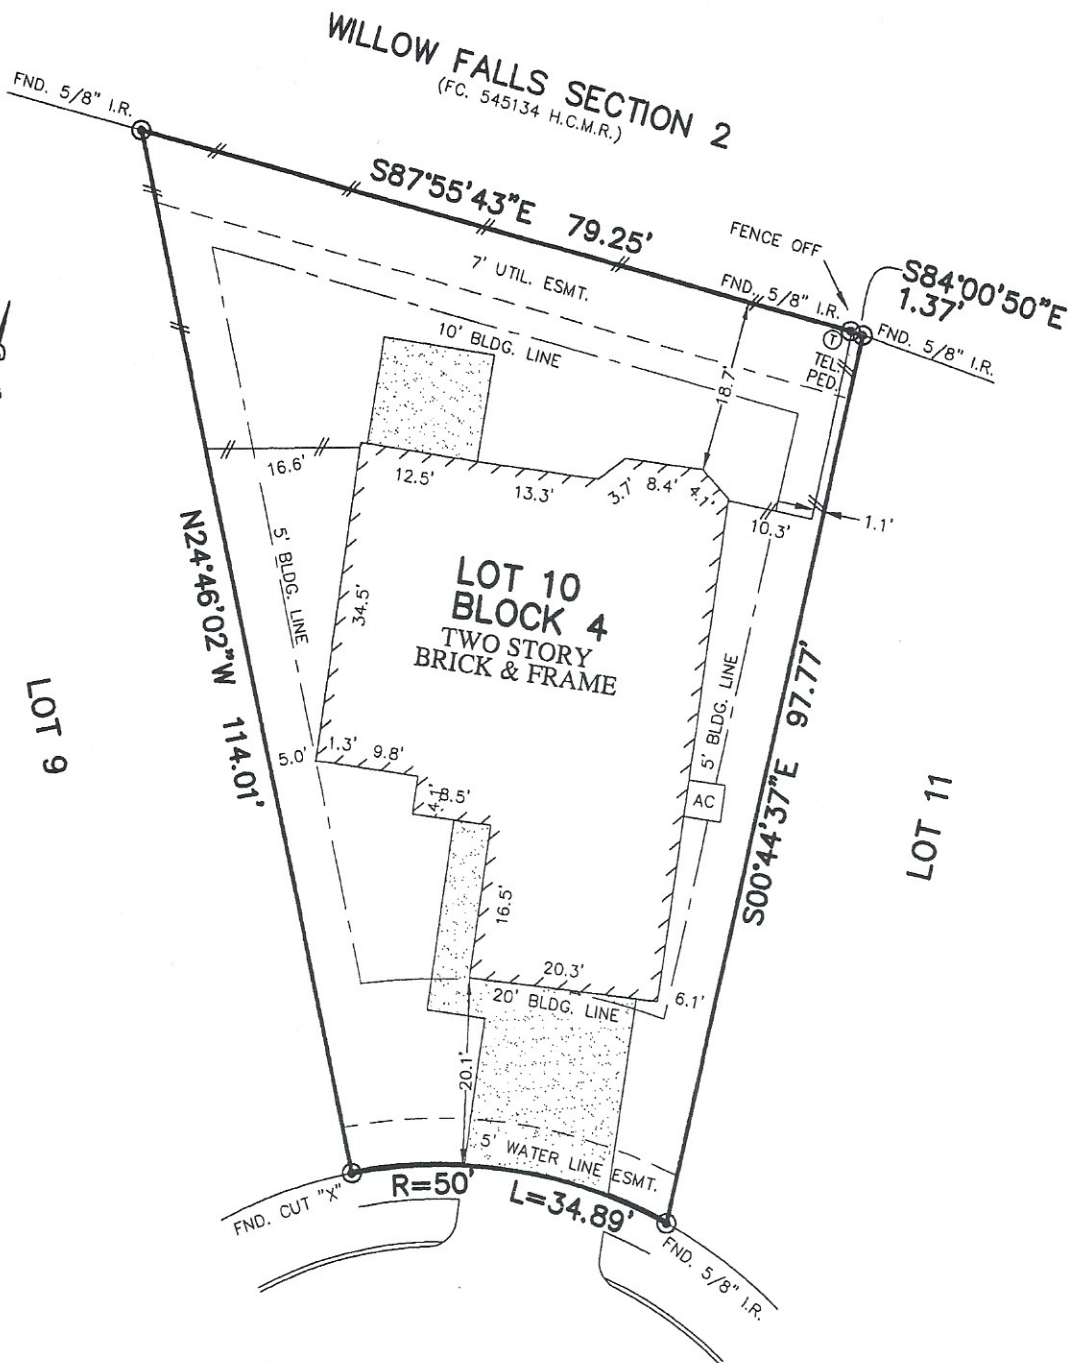 WILLOW FALLS SECTION 2
(FC. 545134 H.C.M.R.)
FND. 5/8" I.R.
S87°55'43"E 79.25'
FENCE OFF
S84°00'50"E
1.37'
7' UTIL. ESMT.
FND. 5/8" I.R.
FND. 5/8" I.R.
T
TEL.
PED.
10' BLDG. LINE
18.7'
16.6'
12.5'
13.3'
3.7'
8.4'
4.1'
10.3'
1.1'
N24°46'02"W 114.01'
5' BLDG. LINE
34.5'
LOT 10
BLOCK 4
TWO STORY
BRICK & FRAME
5' BLDG. LINE
S00°44'37"E 97.77'
LOT 9
LOT 11
5.0'
1.3'
9.8'
4.1'
8.5'
AC
16.5'
20.3'
20' BLDG. LINE
6.1'
20.1'
5' WATER LINE ESMT.
R=50'
L=34.89'
FND. CUT "X"
FND. 5/8" I.R.